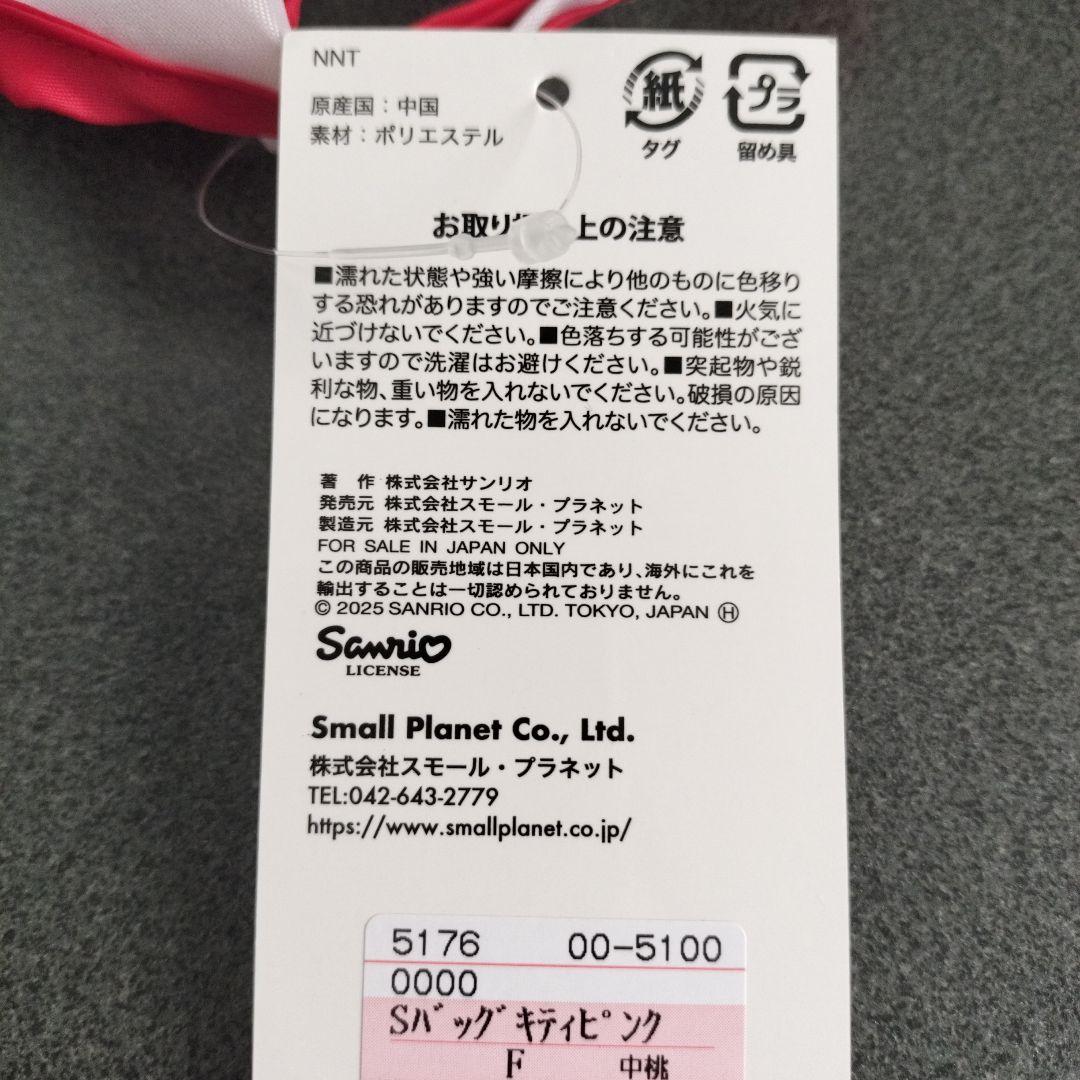 NNT
原産国:中国
素材:ポリエステル
紙
タグ
プラ
留め具
お取り 上の注意
■濡れた状態や強い摩擦により他のものに色移り
する恐れがありますのでご注意ください。■火気に
近づけないでください。■色落ちする可能性がござ
いますので洗濯はお避けください。■突起物や鋭
利な物、重い物を入れないでください。破損の原因
になります。■濡れた物を入れないでください。
著 作 株式会社サンリオ
発売元 株式会社スモール・プラネット
製造元 株式会社スモール・プラネット
FOR SALE IN JAPAN ONLY
この商品の販売地域は日本国内であり、海外にこれを
輸出することは一切認められておりません。
© 2025 SANRIO CO., LTD. TOKYO, JAPAN Ⓗ
Sanrio
LICENSE
Small Planet Co., Ltd.
株式会社スモール・プラネット
TEL:042-643-2779
https://www.smallplanet.co.jp/
5176 00-5100
0000
Sバッグキティピンク
F 中桃